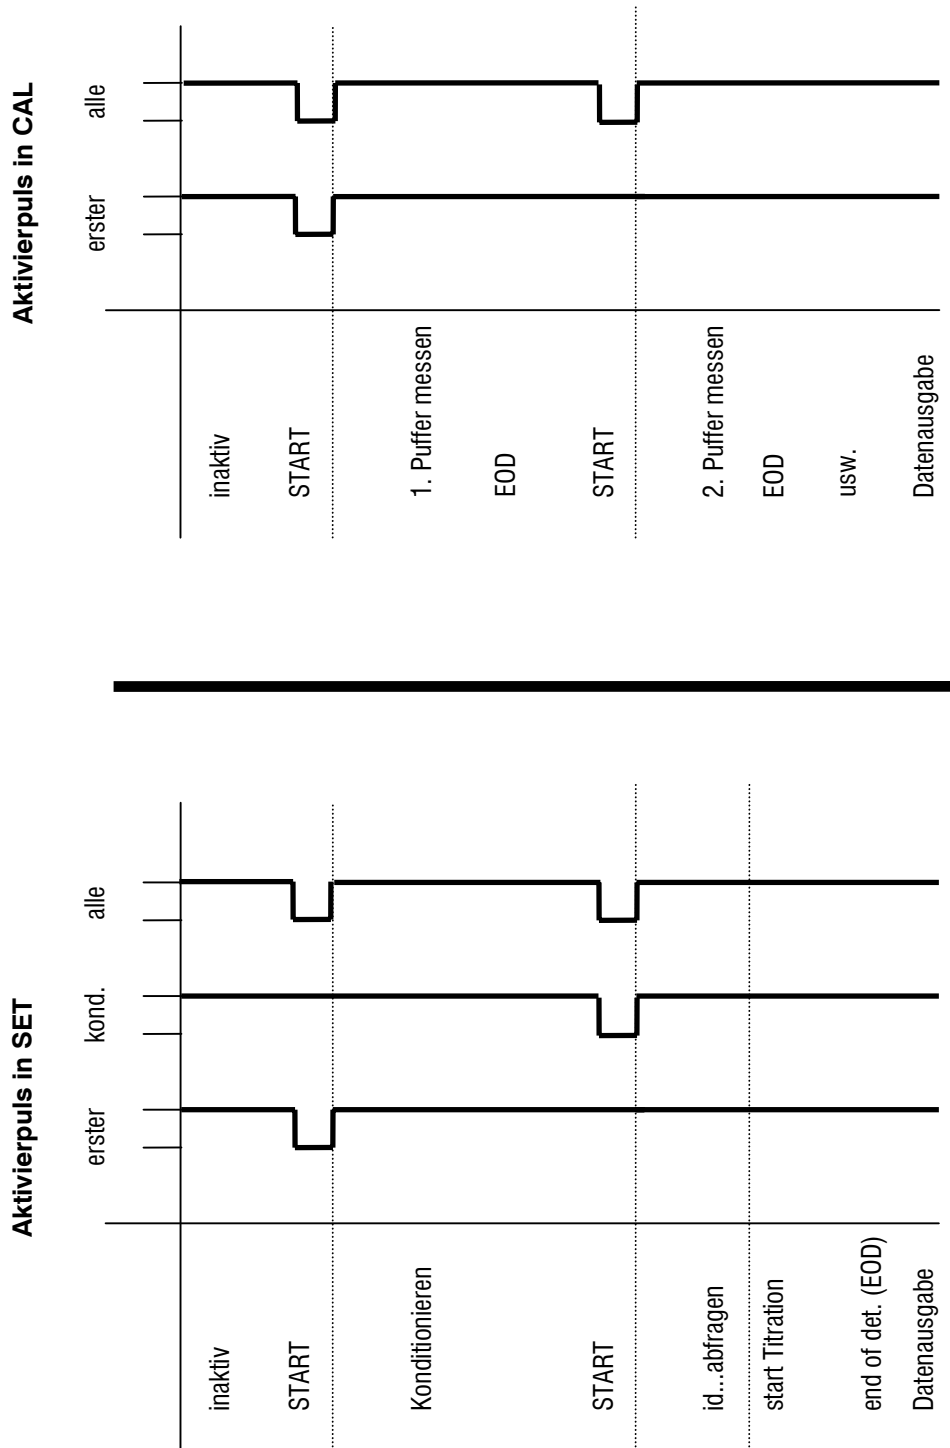 Aktivierpuls in SET
erster
kond.
alle
inaktiv
START
Konditionieren
START
id...abfragen
start Titration
end of det. (EOD)
Datenausgabe
Aktivierpuls in CAL
erster
alle
inaktiv
START
1. Puffer messen
EOD
START
2. Puffer messen
EOD
usw.
Datenausgabe